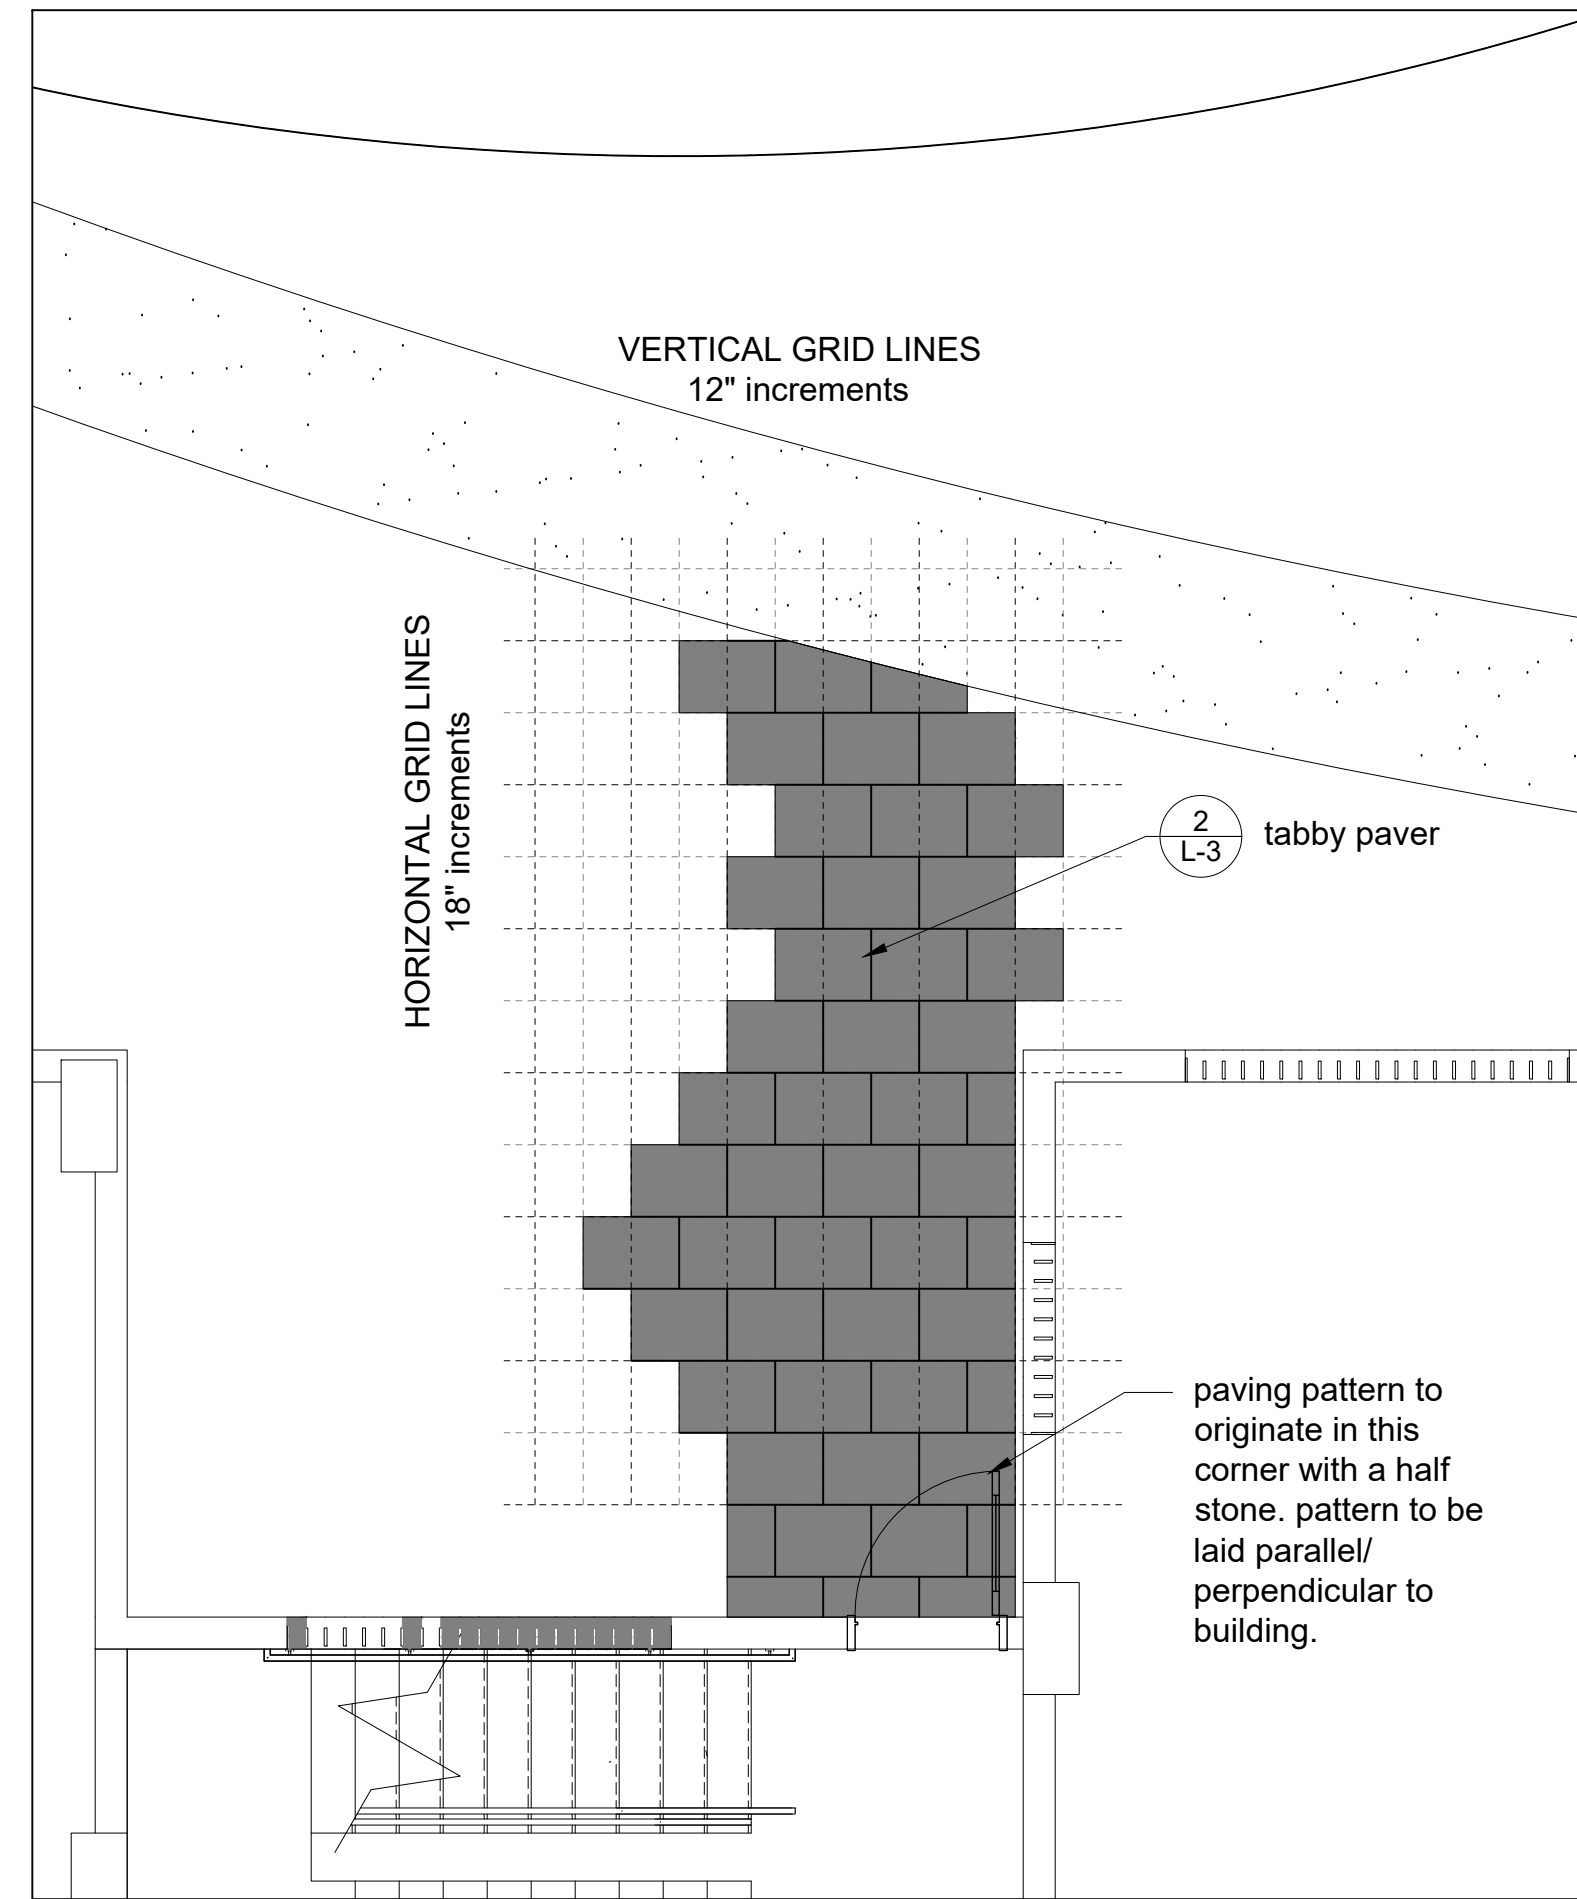 VERTICAL GRID LINES
12" increments
HORIZONTAL GRID LINES
18" increments
2
L-3
tabby paver
paving pattern to
originate in this
corner with a half
stone. pattern to be
laid parallel/
perpendicular to
building.